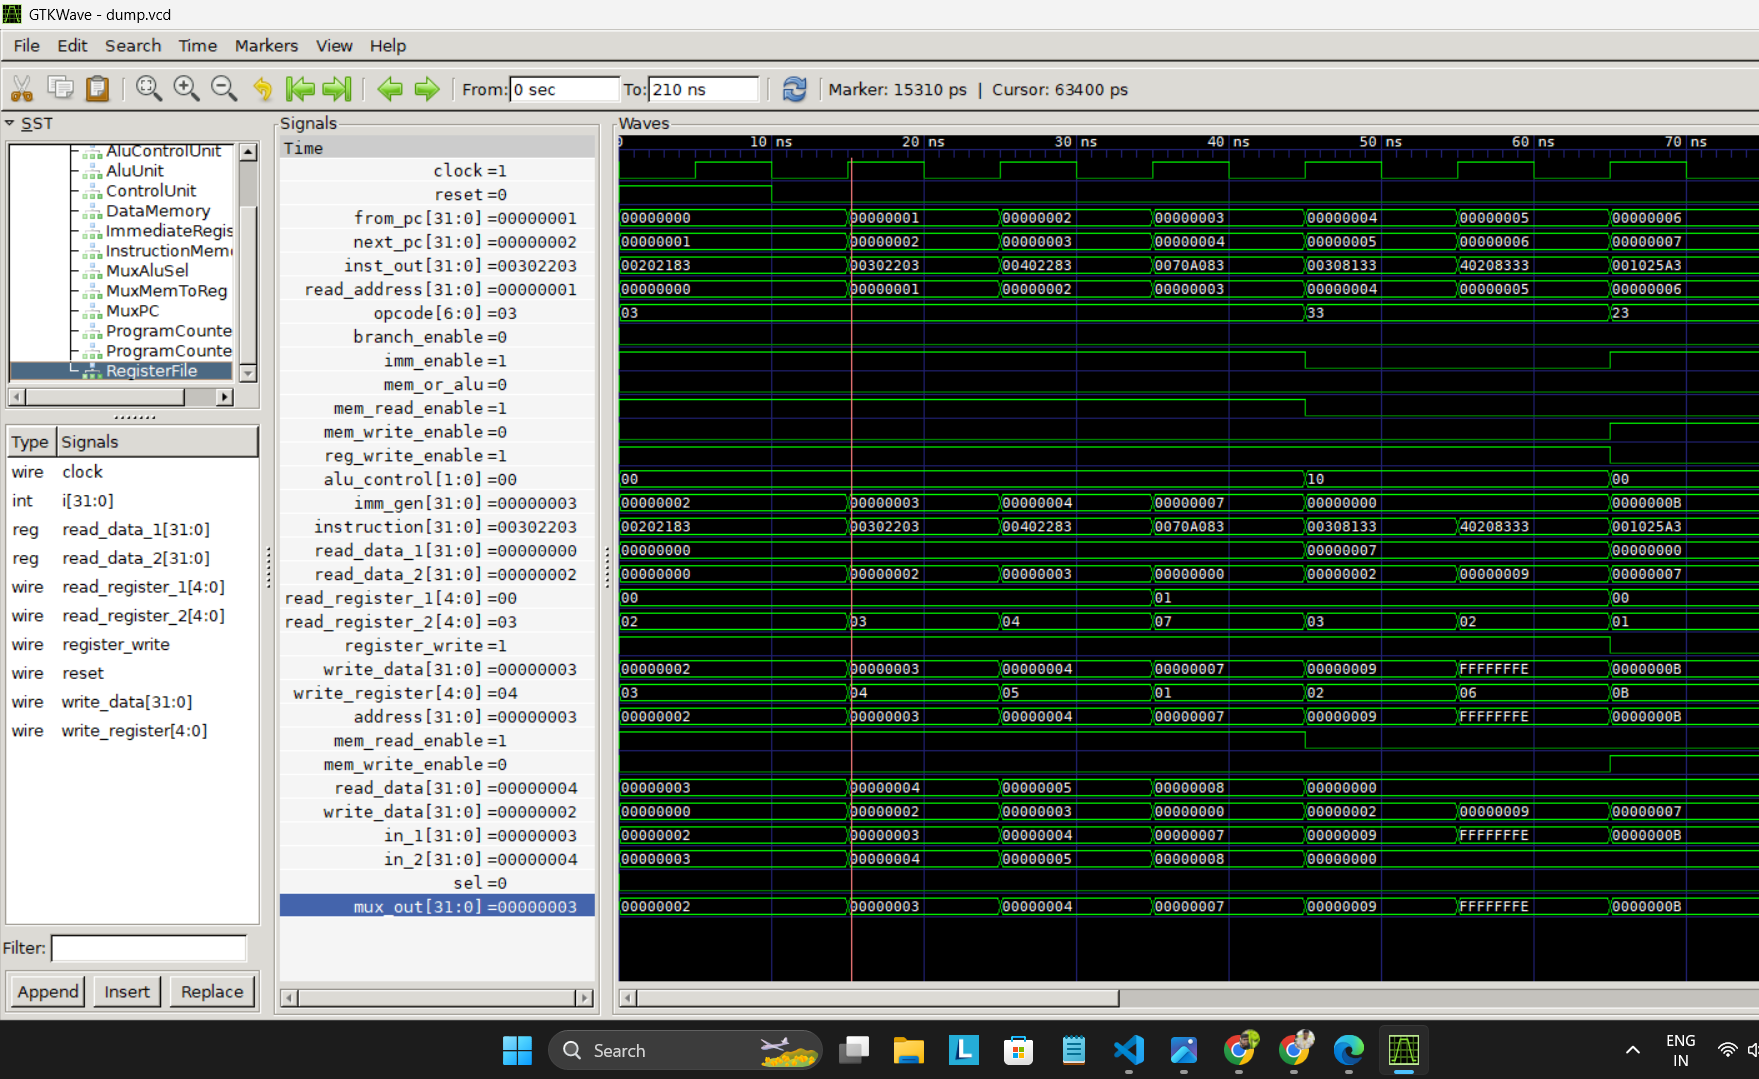 GTKWave - dump.vcd
File Edit Search Time Markers View Help
From: 0 sec To: 210 ns Marker: 15310 ps | Cursor: 63400 ps
SST
AluControlUnit
AluUnit
ControlUnit
DataMemory
ImmediateRegis
InstructionMem
MuxAluSel
MuxMemToReg
MuxPC
ProgramCounte
ProgramCounte
RegisterFile
Type Signals
wire clock
int i[31:0]
reg read_data_1[31:0]
reg read_data_2[31:0]
wire read_register_1[4:0]
wire read_register_2[4:0]
wire register_write
wire reset
wire write_data[31:0]
wire write_register[4:0]
Filter:
Append Insert Replace
Signals
Time
clock =1
reset =0
from_pc[31:0] =00000001
next_pc[31:0] =00000002
inst_out[31:0] =00302203
read_address[31:0] =00000001
opcode[6:0] =03
branch_enable =0
imm_enable =1
mem_or_alu =0
mem_read_enable =1
mem_write_enable =0
reg_write_enable =1
alu_control[1:0] =00
imm_gen[31:0] =00000003
instruction[31:0] =00302203
read_data_1[31:0] =00000000
read_data_2[31:0] =00000002
read_register_1[4:0] =00
read_register_2[4:0] =03
register_write =1
write_data[31:0] =00000003
write_register[4:0] =04
address[31:0] =00000003
mem_read_enable =1
mem_write_enable =0
read_data[31:0] =00000004
write_data[31:0] =00000002
in_1[31:0] =00000003
in_2[31:0] =00000004
sel =0
mux_out[31:0] =00000003
Waves
0 10 ns 20 ns 30 ns 40 ns 50 ns 60 ns 70 ns
00000000 00000001 00000002 00000003 00000004 00000005 00000006
00000001 00000002 00000003 00000004 00000005 00000006 00000007
00202183 00302203 00402283 0070A083 00308133 40208333 001025A3
00000000 00000001 00000002 00000003 00000004 00000005 00000006
03 33 23
00 10 00
00000002 00000003 00000004 00000007 00000000 0000000B
00202183 00302203 00402283 0070A083 00308133 40208333 001025A3
00000000 00000007 00000000
00000000 00000002 00000003 00000000 00000002 00000009 00000007
00 01 00
02 03 04 07 03 02 01
00000002 00000003 00000004 00000007 00000009 FFFFFFFE 0000000B
03 04 05 01 02 06 0B
00000002 00000003 00000004 00000007 00000009 FFFFFFFE 0000000B
00000003 00000004 00000005 00000008 00000000
00000000 00000002 00000003 00000000 00000002 00000009 00000007
00000002 00000003 00000004 00000007 00000009 FFFFFFFE 0000000B
00000003 00000004 00000005 00000008 00000000
00000002 00000003 00000004 00000007 00000009 FFFFFFFE 0000000B
Search
L
ENG
IN